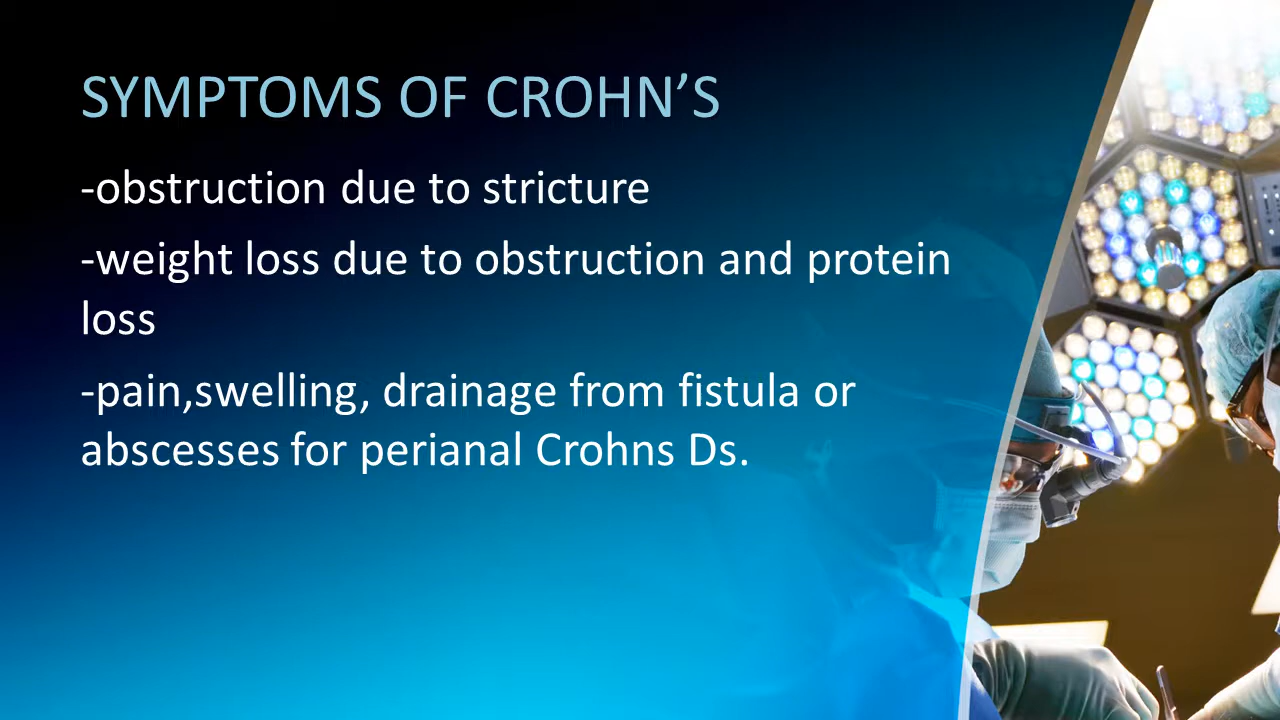 SYMPTOMS OF CROHN’S
-obstruction due to stricture
-weight loss due to obstruction and protein
loss
-pain,swelling, drainage from fistula or
abscesses for perianal Crohns Ds.